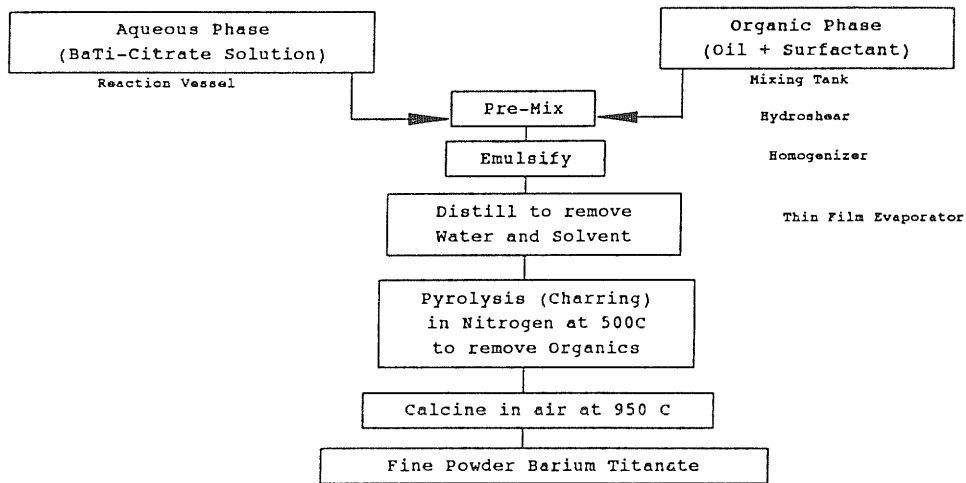 Aqueous Phase
(BaTi-Citrate Solution)
Organic Phase
(Oil + Surfactant)
Reaction Vessel
Mixing Tank
Pre-Mix
Hydroshear
Emulsify
Homogenizer
Distill to remove
Water and Solvent
Thin Film Evaporator
Pyrolysis (Charring)
in Nitrogen at 500C
to remove Organics
Calcine in air at 950 C
Fine Powder Barium Titanate